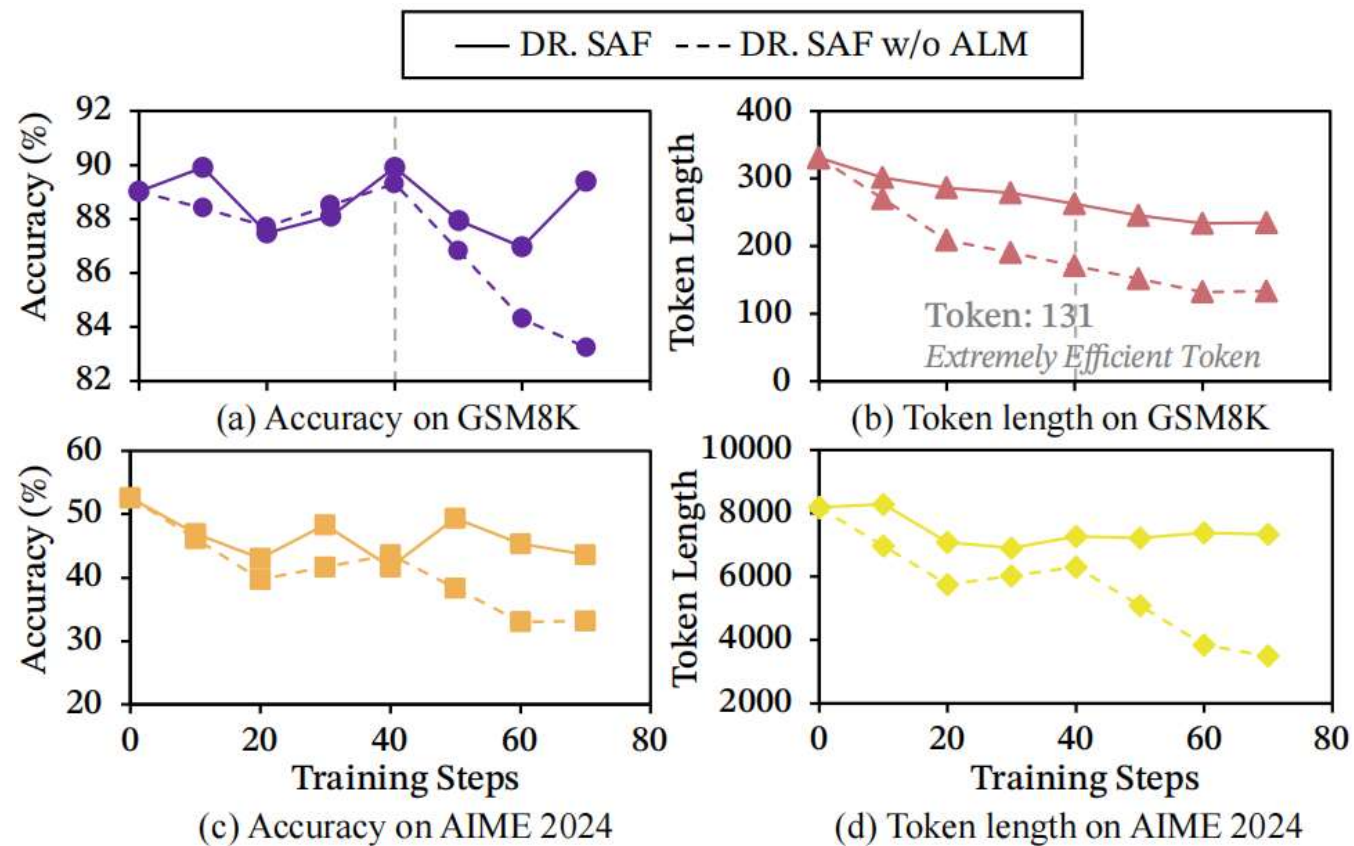 DR. SAF DR. SAF w/o ALM
Accuracy (%)
92
90
88
86
84
82
(a) Accuracy on GSM8K
Token Length
400
300
200
100
0
Token: 131
Extremely Efficient Token
(b) Token length on GSM8K
Accuracy (%)
60
50
40
30
20
0 20 40 60 80
Training Steps
(c) Accuracy on AIME 2024
Token Length
10000
8000
6000
4000
2000
0 20 40 60 80
Training Steps
(d) Token length on AIME 2024